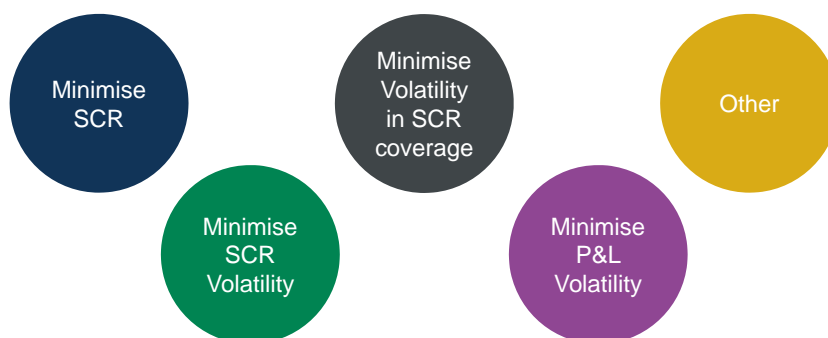 Minimise
SCR
Minimise
Volatility
in SCR
coverage
Other
Minimise
SCR
Volatility
Minimise
P&L
Volatility